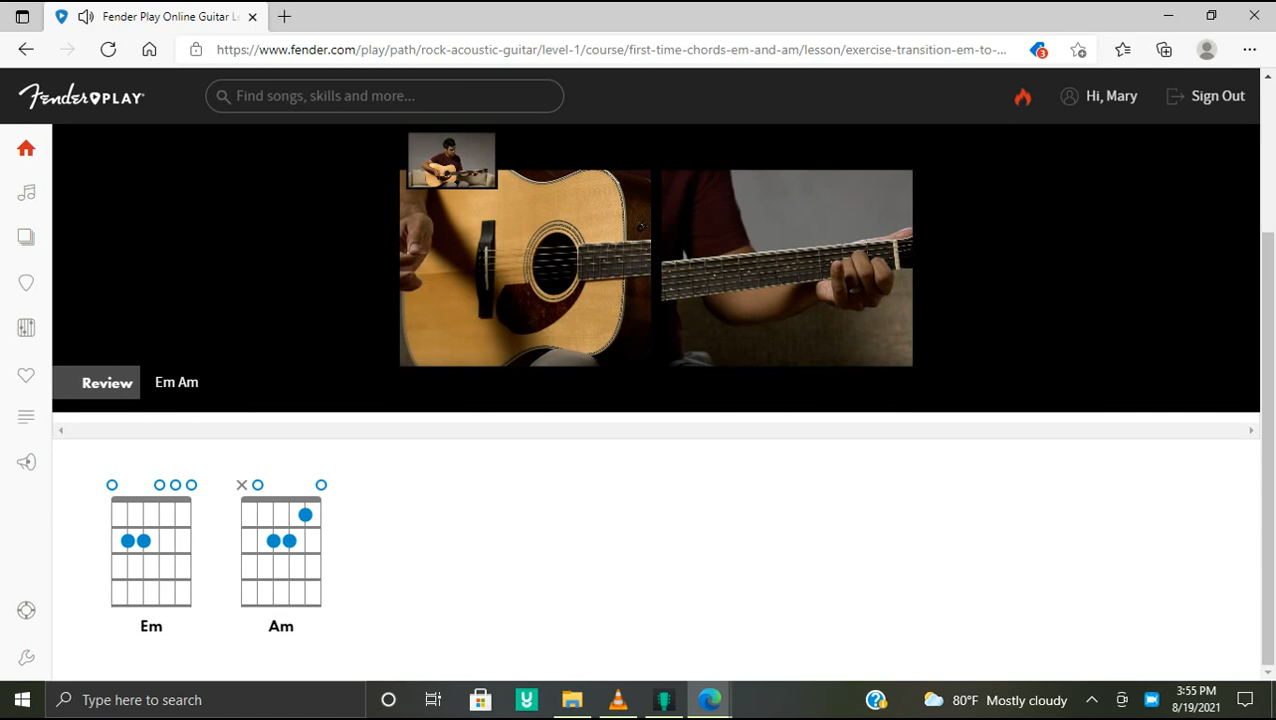 Fender Play Online Guitar L
https://www.fender.com/play/path/rock-acoustic-guitar/level-1/course/first-time-chords-em-and-am/lesson/exercise-transition-em-to-...
3
Fender PLAY
Find songs, skills and more...
Hi, Mary
Sign Out
Review
Em Am
Em
Am
Type here to search
80°F Mostly cloudy
3:55 PM
8/19/2021